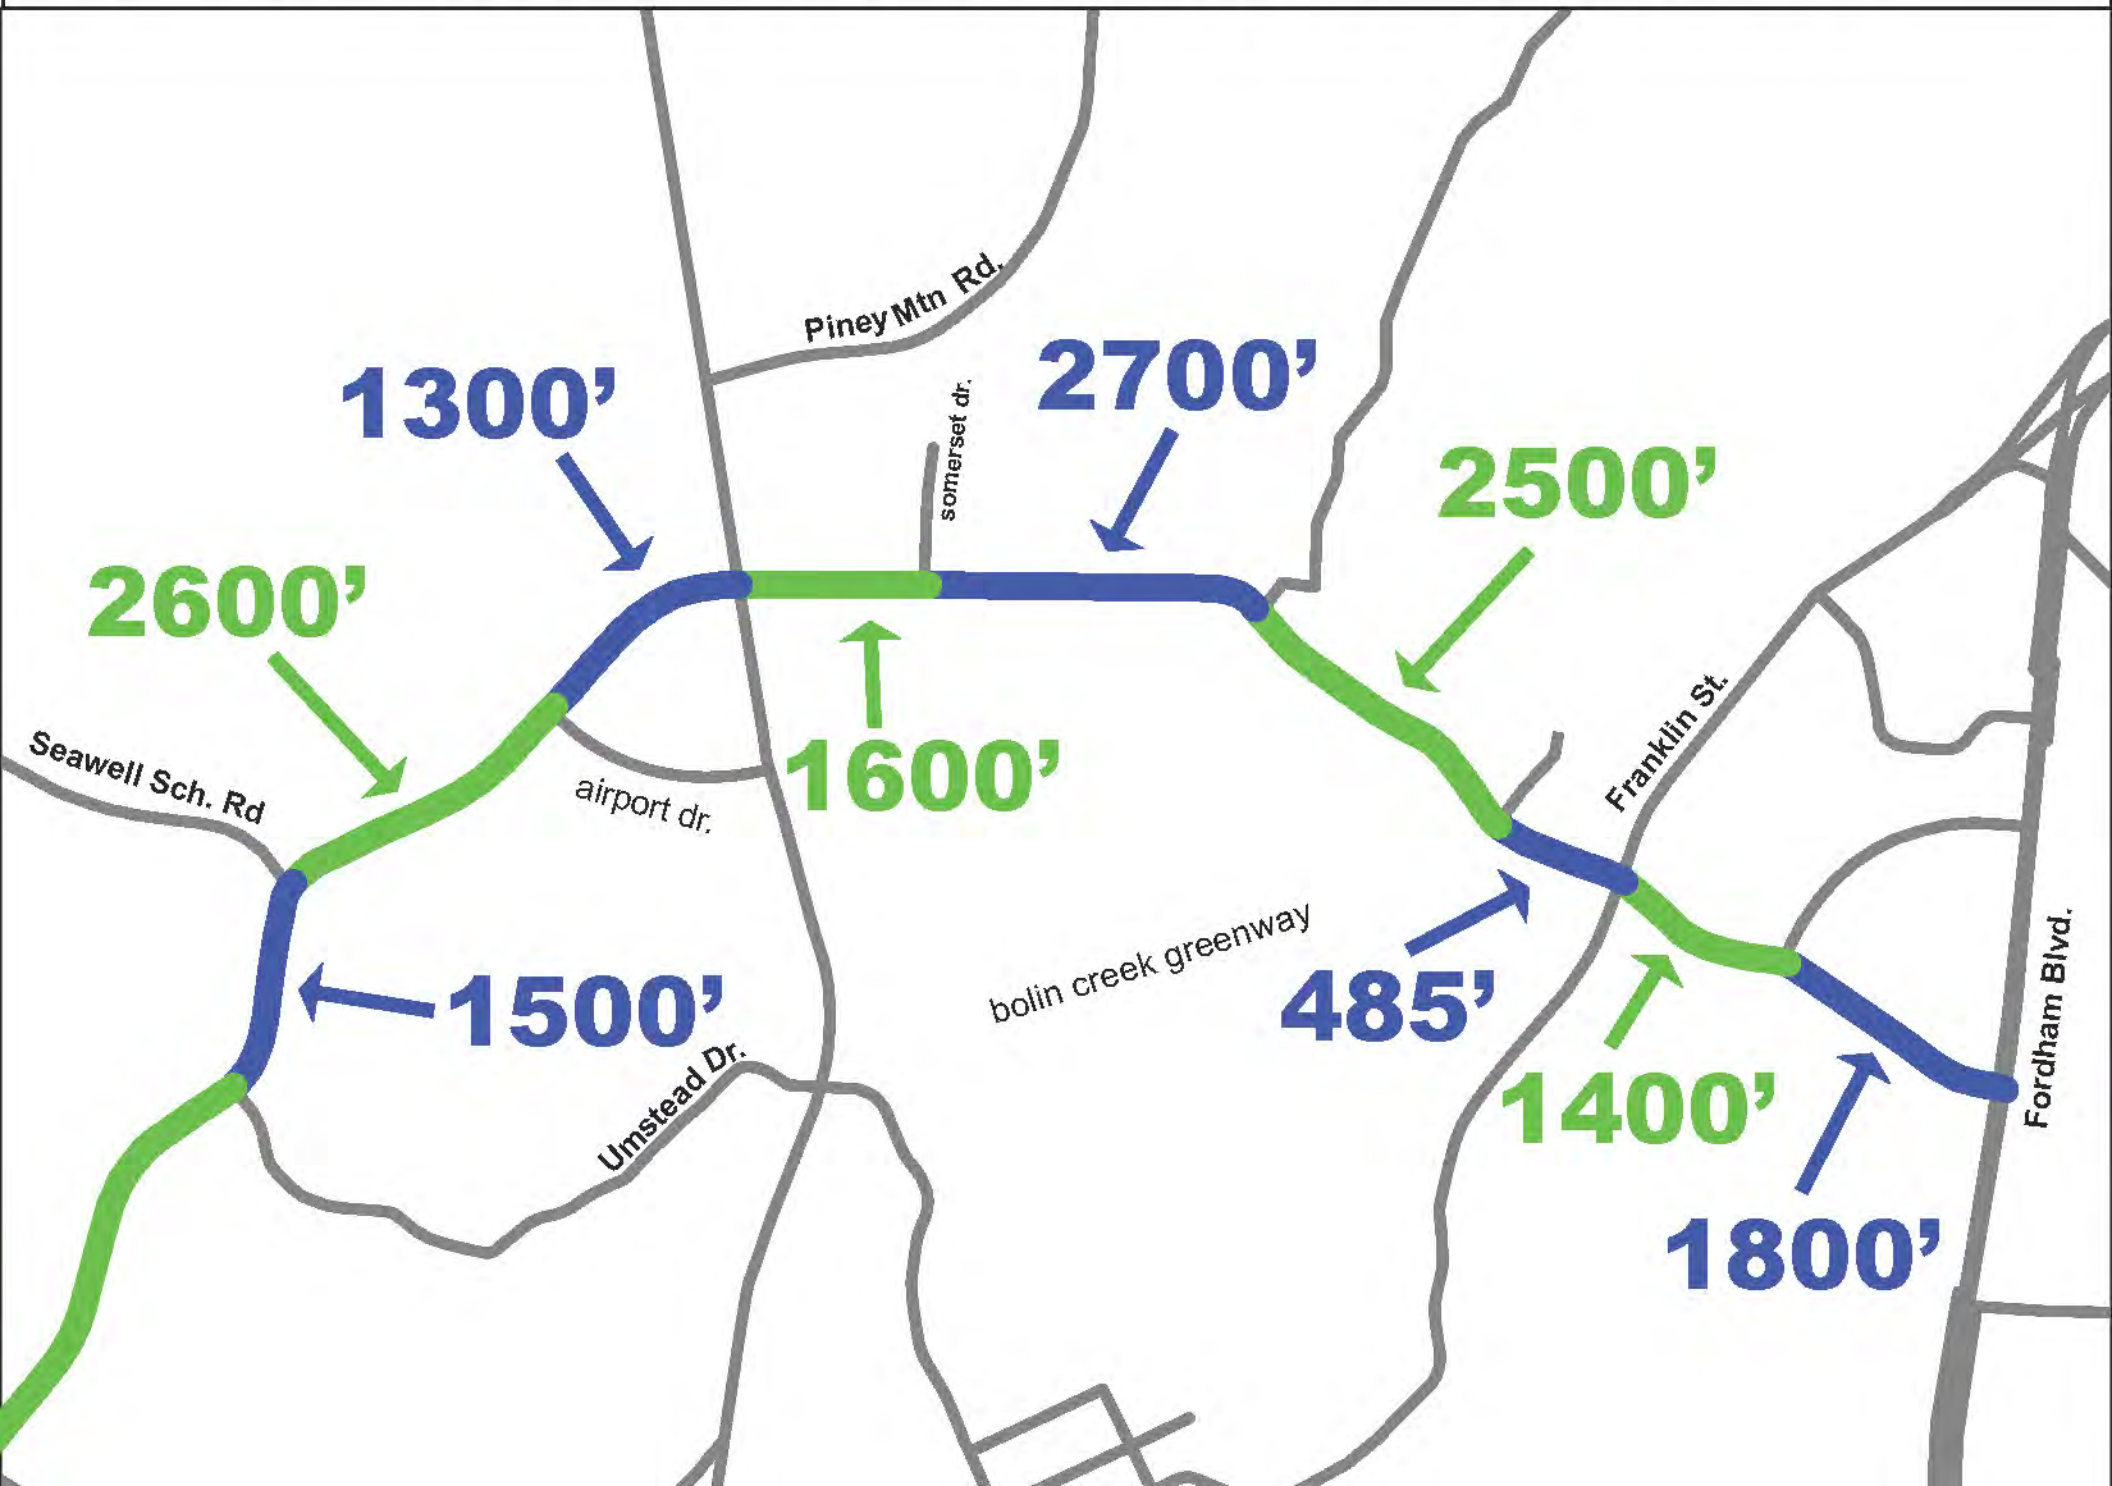 Piney Mtn Rd.
2700’
1300’
somerset dr.
2500’
2600’
Franklin St.
Seawell Sch. Rd
airport dr.
1600’
bolin creek greenway
485’
1500’
Fordham Blvd.
Umstead Dr.
1400’
1800’